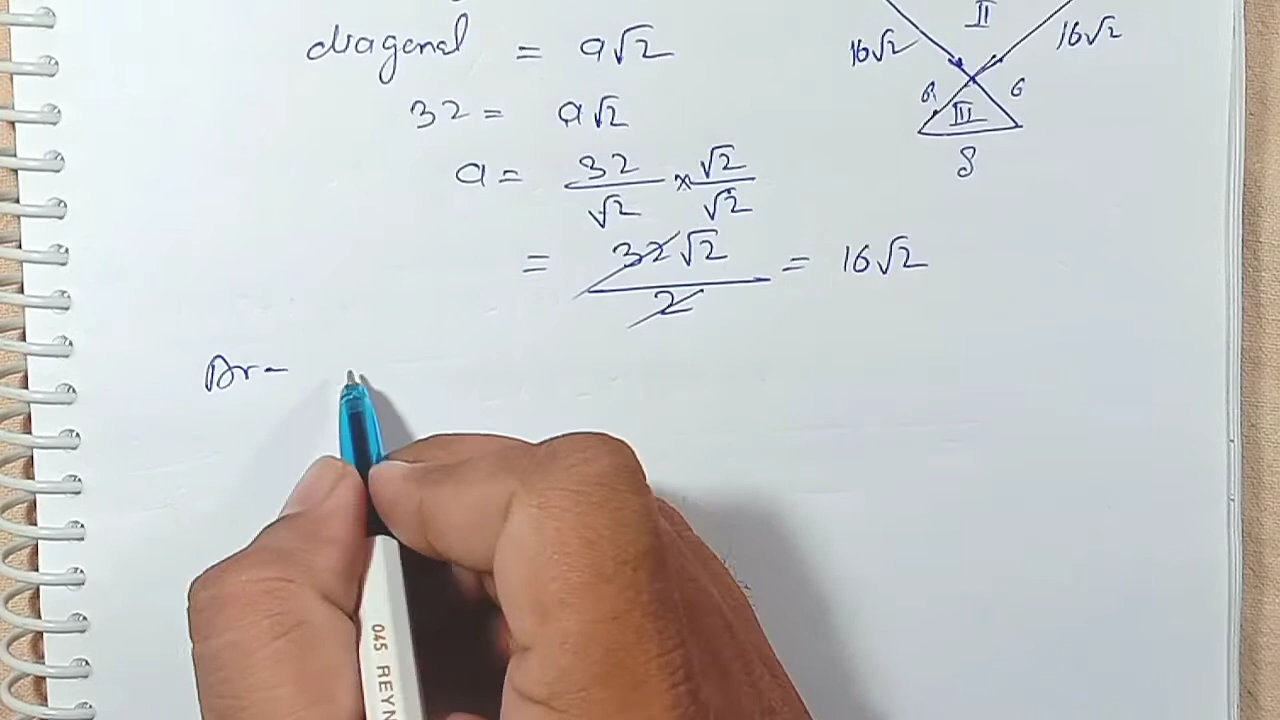 diagonal = a√2
32 = a√2
a = 32/√2 × √2/√2
= 32√2/2 = 16√2
Ar-
II
16√2 16√2
6 6
III
8
045 REYN